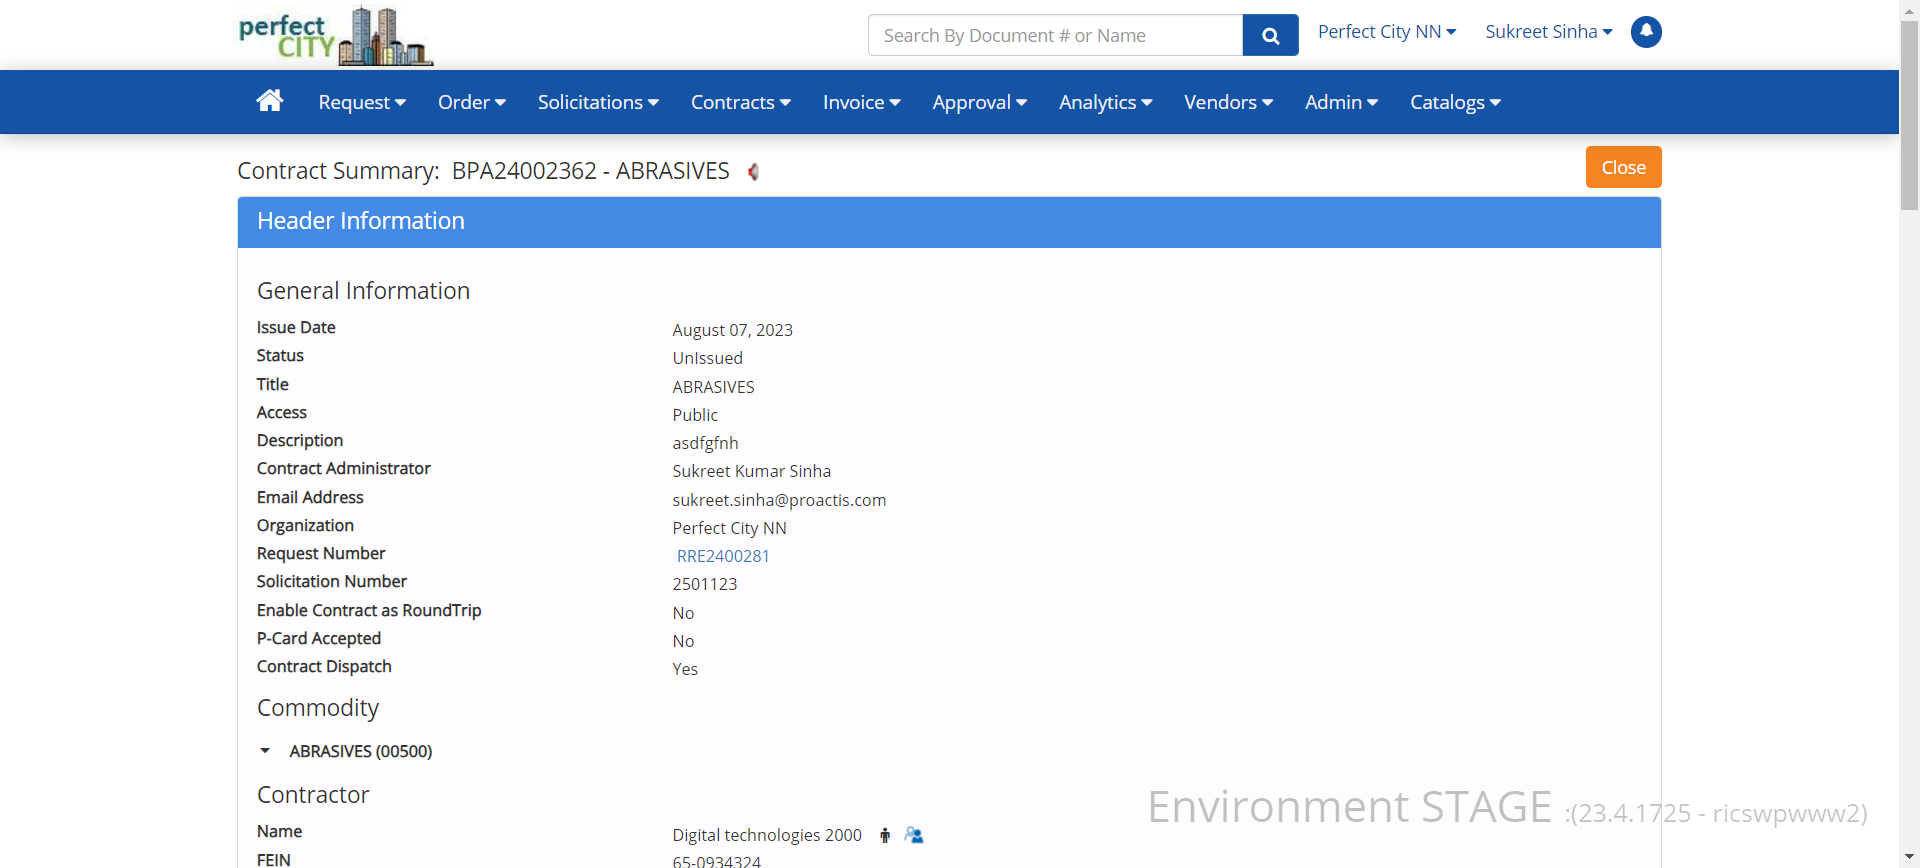 perfect
CITY
Search By Document # or Name
Perfect City NN
Sukreet Sinha
Request
Order
Solicitations
Contracts
Invoice
Approval
Analytics
Vendors
Admin
Catalogs
Contract Summary: BPA24002362 - ABRASIVES
Close
Header Information
General Information
Issue Date August 07, 2023
Status UnIssued
Title ABRASIVES
Access Public
Description asdfgfnh
Contract Administrator Sukreet Kumar Sinha
Email Address sukreet.sinha@proactis.com
Organization Perfect City NN
Request Number RRE2400281
Solicitation Number 2501123
Enable Contract as RoundTrip No
P-Card Accepted No
Contract Dispatch Yes
Commodity
ABRASIVES (00500)
Contractor
Environment STAGE :(23.4.1725 - ricswpwww2)
Name Digital technologies 2000
FEIN 65-0934324